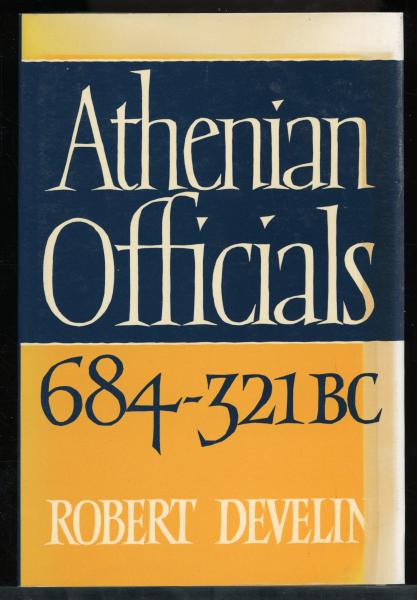 Athenian
Officials
684-321 BC
ROBERT DEVELIN